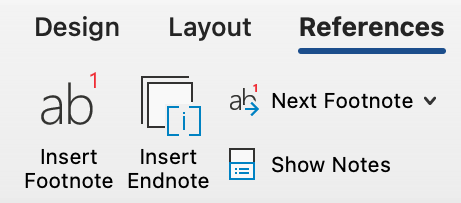 Design Layout References
ab1
[i]
ab1
Next Footnote
Insert Footnote
Insert Endnote
Show Notes